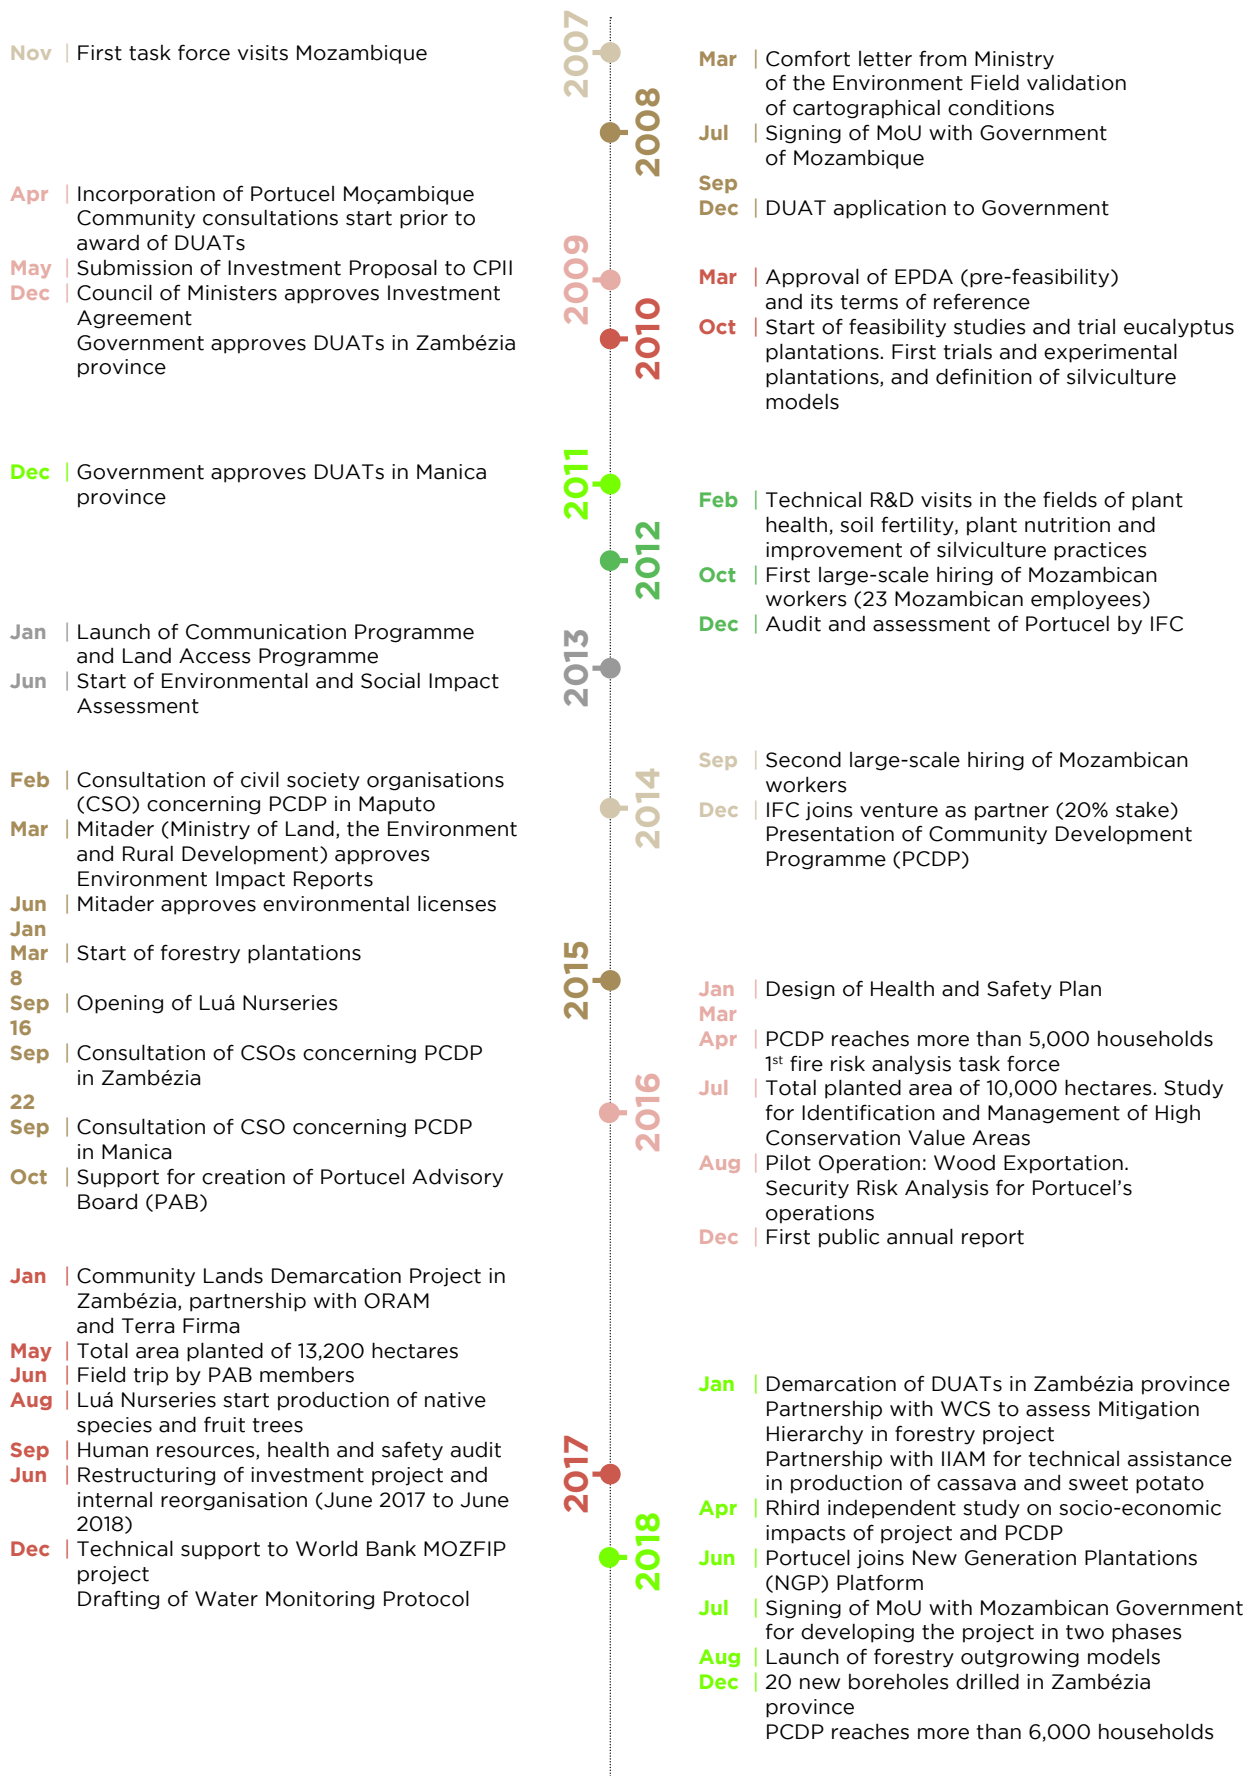 2007
Nov | First task force visits Mozambique
2008
Mar | Comfort letter from Ministry
of the Environment Field validation
of cartographical conditions
Jul | Signing of MoU with Government
of Mozambique
Sep
Dec | DUAT application to Government
2009
Apr | Incorporation of Portucel Moçambique
Community consultations start prior to
award of DUATs
May | Submission of Investment Proposal to CPII
Dec | Council of Ministers approves Investment
Agreement
Government approves DUATs in Zambézia
province
2010
Mar | Approval of EPDA (pre-feasibility)
and its terms of reference
Oct | Start of feasibility studies and trial eucalyptus
plantations. First trials and experimental
plantations, and definition of silviculture
models
2011
Dec | Government approves DUATs in Manica
province
2012
Feb | Technical R&D visits in the fields of plant
health, soil fertility, plant nutrition and
improvement of silviculture practices
Oct | First large-scale hiring of Mozambican
workers (23 Mozambican employees)
Dec | Audit and assessment of Portucel by IFC
2013
Jan | Launch of Communication Programme
and Land Access Programme
Jun | Start of Environmental and Social Impact
Assessment
2014
Sep | Second large-scale hiring of Mozambican
workers
Dec | IFC joins venture as partner (20% stake)
Presentation of Community Development
Programme (PCDP)
2015
Feb | Consultation of civil society organisations
(CSO) concerning PCDP in Maputo
Mar | Mitader (Ministry of Land, the Environment
and Rural Development) approves
Environment Impact Reports
Jun | Mitader approves environmental licenses
Jan
Mar | Start of forestry plantations
8
Sep | Opening of Luá Nurseries
16
Sep | Consultation of CSOs concerning PCDP
in Zambézia
22
Sep | Consultation of CSO concerning PCDP
in Manica
Oct | Support for creation of Portucel Advisory
Board (PAB)
2016
Jan | Design of Health and Safety Plan
Mar
Apr | PCDP reaches more than 5,000 households
1st fire risk analysis task force
Jul | Total planted area of 10,000 hectares. Study
for Identification and Management of High
Conservation Value Areas
Aug | Pilot Operation: Wood Exportation.
Security Risk Analysis for Portucel's
operations
Dec | First public annual report
2017
Jan | Community Lands Demarcation Project in
Zambézia, partnership with ORAM
and Terra Firma
May | Total area planted of 13,200 hectares
Jun | Field trip by PAB members
Aug | Luá Nurseries start production of native
species and fruit trees
Sep | Human resources, health and safety audit
Jun | Restructuring of investment project and
internal reorganisation (June 2017 to June
2018)
Dec | Technical support to World Bank MOZFIP
project
Drafting of Water Monitoring Protocol
2018
Jan | Demarcation of DUATs in Zambézia province
Partnership with WCS to assess Mitigation
Hierarchy in forestry project
Partnership with IIAM for technical assistance
in production of cassava and sweet potato
Apr | Rhird independent study on socio-economic
impacts of project and PCDP
Jun | Portucel joins New Generation Plantations
(NGP) Platform
Jul | Signing of MoU with Mozambican Government
for developing the project in two phases
Aug | Launch of forestry outgrowing models
Dec | 20 new boreholes drilled in Zambézia
province
PCDP reaches more than 6,000 households